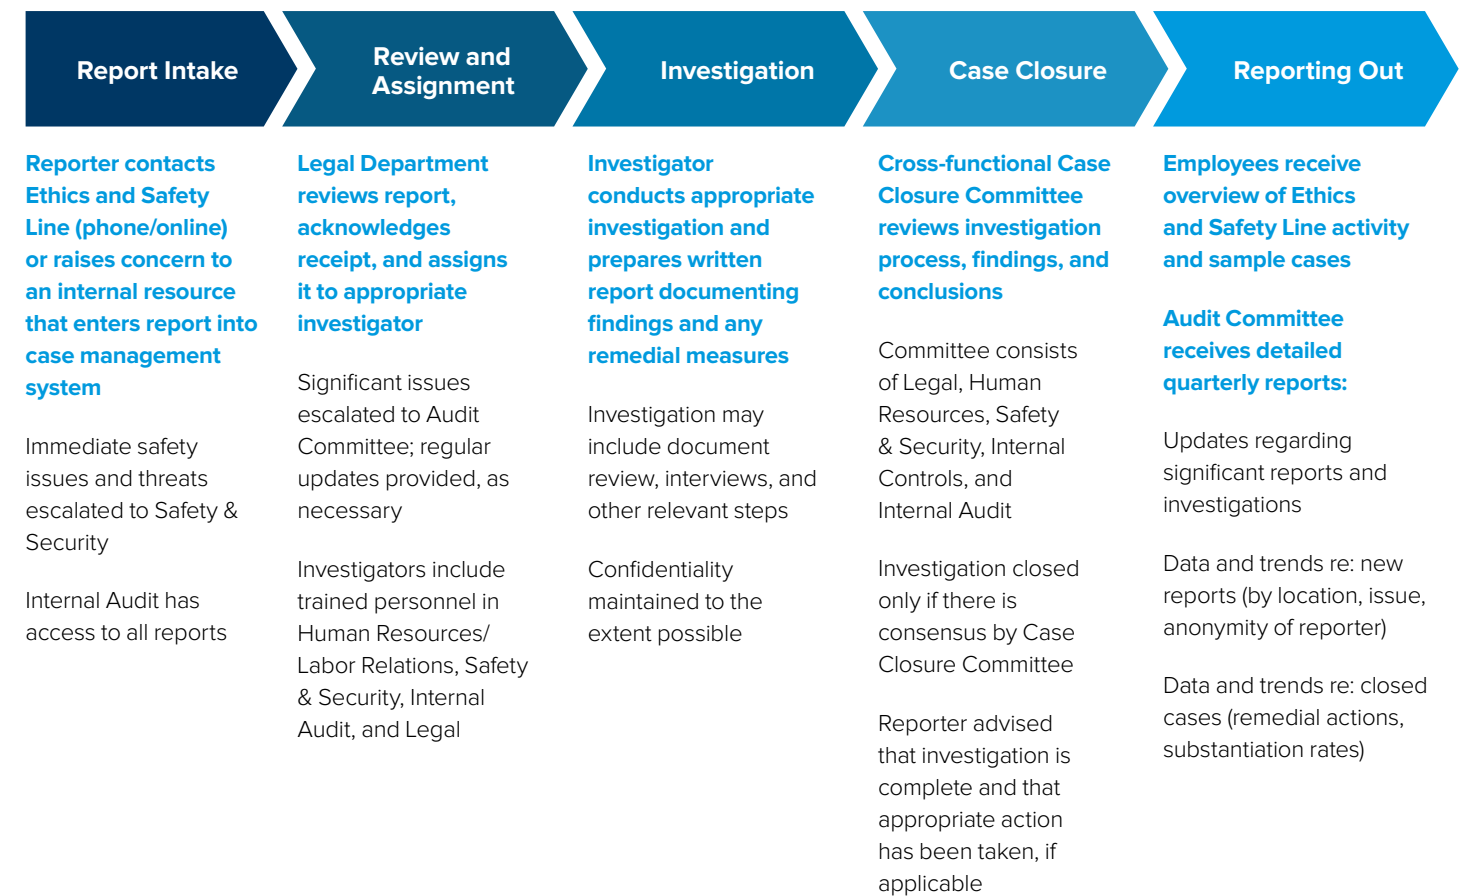 Report Intake
Review and
Assignment
Investigation
Case Closure
Reporting Out
Reporter contacts
Ethics and Safety
Line (phone/online)
or raises concern to
an internal resource
that enters report into
case management
system
Immediate safety
issues and threats
escalated to Safety &
Security
Internal Audit has
access to all reports
Legal Department
reviews report,
acknowledges
receipt, and assigns
it to appropriate
investigator
Significant issues
escalated to Audit
Committee; regular
updates provided, as
necessary
Investigators include
trained personnel in
Human Resources/
Labor Relations, Safety
& Security, Internal
Audit, and Legal
Investigator
conducts appropriate
investigation and
prepares written
report documenting
findings and any
remedial measures
Investigation may
include document
review, interviews, and
other relevant steps
Confidentiality
maintained to the
extent possible
Cross-functional Case
Closure Committee
reviews investigation
process, findings, and
conclusions
Committee consists
of Legal, Human
Resources, Safety
& Security, Internal
Controls, and
Internal Audit
Investigation closed
only if there is
consensus by Case
Closure Committee
Reporter advised
that investigation is
complete and that
appropriate action
has been taken, if
applicable
Employees receive
overview of Ethics
and Safety Line activity
and sample cases
Audit Committee
receives detailed
quarterly reports:
Updates regarding
significant reports and
investigations
Data and trends re: new
reports (by location, issue,
anonymity of reporter)
Data and trends re: closed
cases (remedial actions,
substantiation rates)